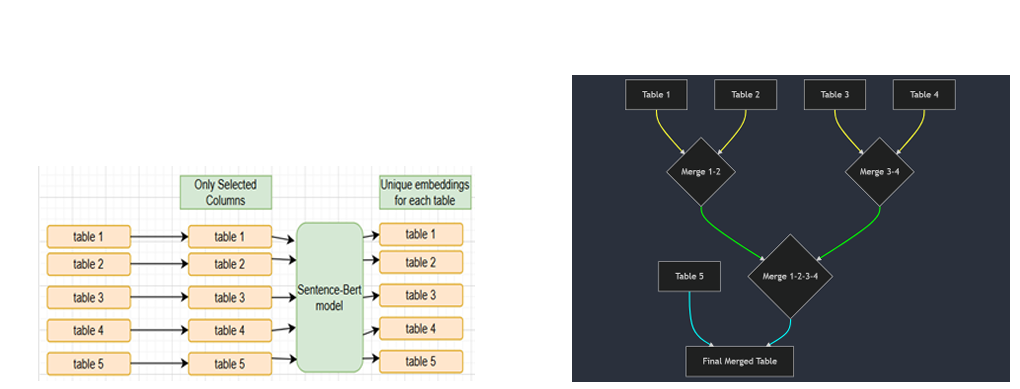 Only Selected
Columns
Unique embeddings
for each table
table 1
table 1
table 1
table 2
table 2
table 2
Sentence-Bert
model
table 3
table 3
table 3
table 4
table 4
table 4
table 5
table 5
table 5
Table 1
Table 2
Table 3
Table 4
Merge 1-2
Merge 3-4
Table 5
Merge 1-2-3-4
Final Merged Table